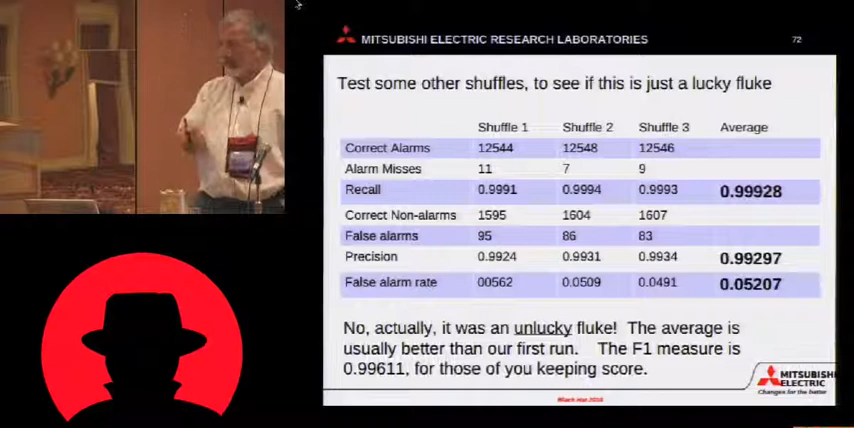 MITSUBISHI ELECTRIC RESEARCH LABORATORIES 72
Test some other shuffles, to see if this is just a lucky fluke
Shuffle 1 Shuffle 2 Shuffle 3 Average
Correct Alarms 12544 12548 12546
Alarm Misses 11 7 9
Recall 0.9991 0.9994 0.9993 0.99928
Correct Non-alarms 1595 1604 1607
False alarms 95 86 83
Precision 0.9924 0.9931 0.9934 0.99297
False alarm rate 00562 0.0509 0.0491 0.05207
No, actually, it was an unlucky fluke! The average is
usually better than our first run. The F1 measure is
0.99611, for those of you keeping score.
MITSUBISHI
ELECTRIC
Changes for the better